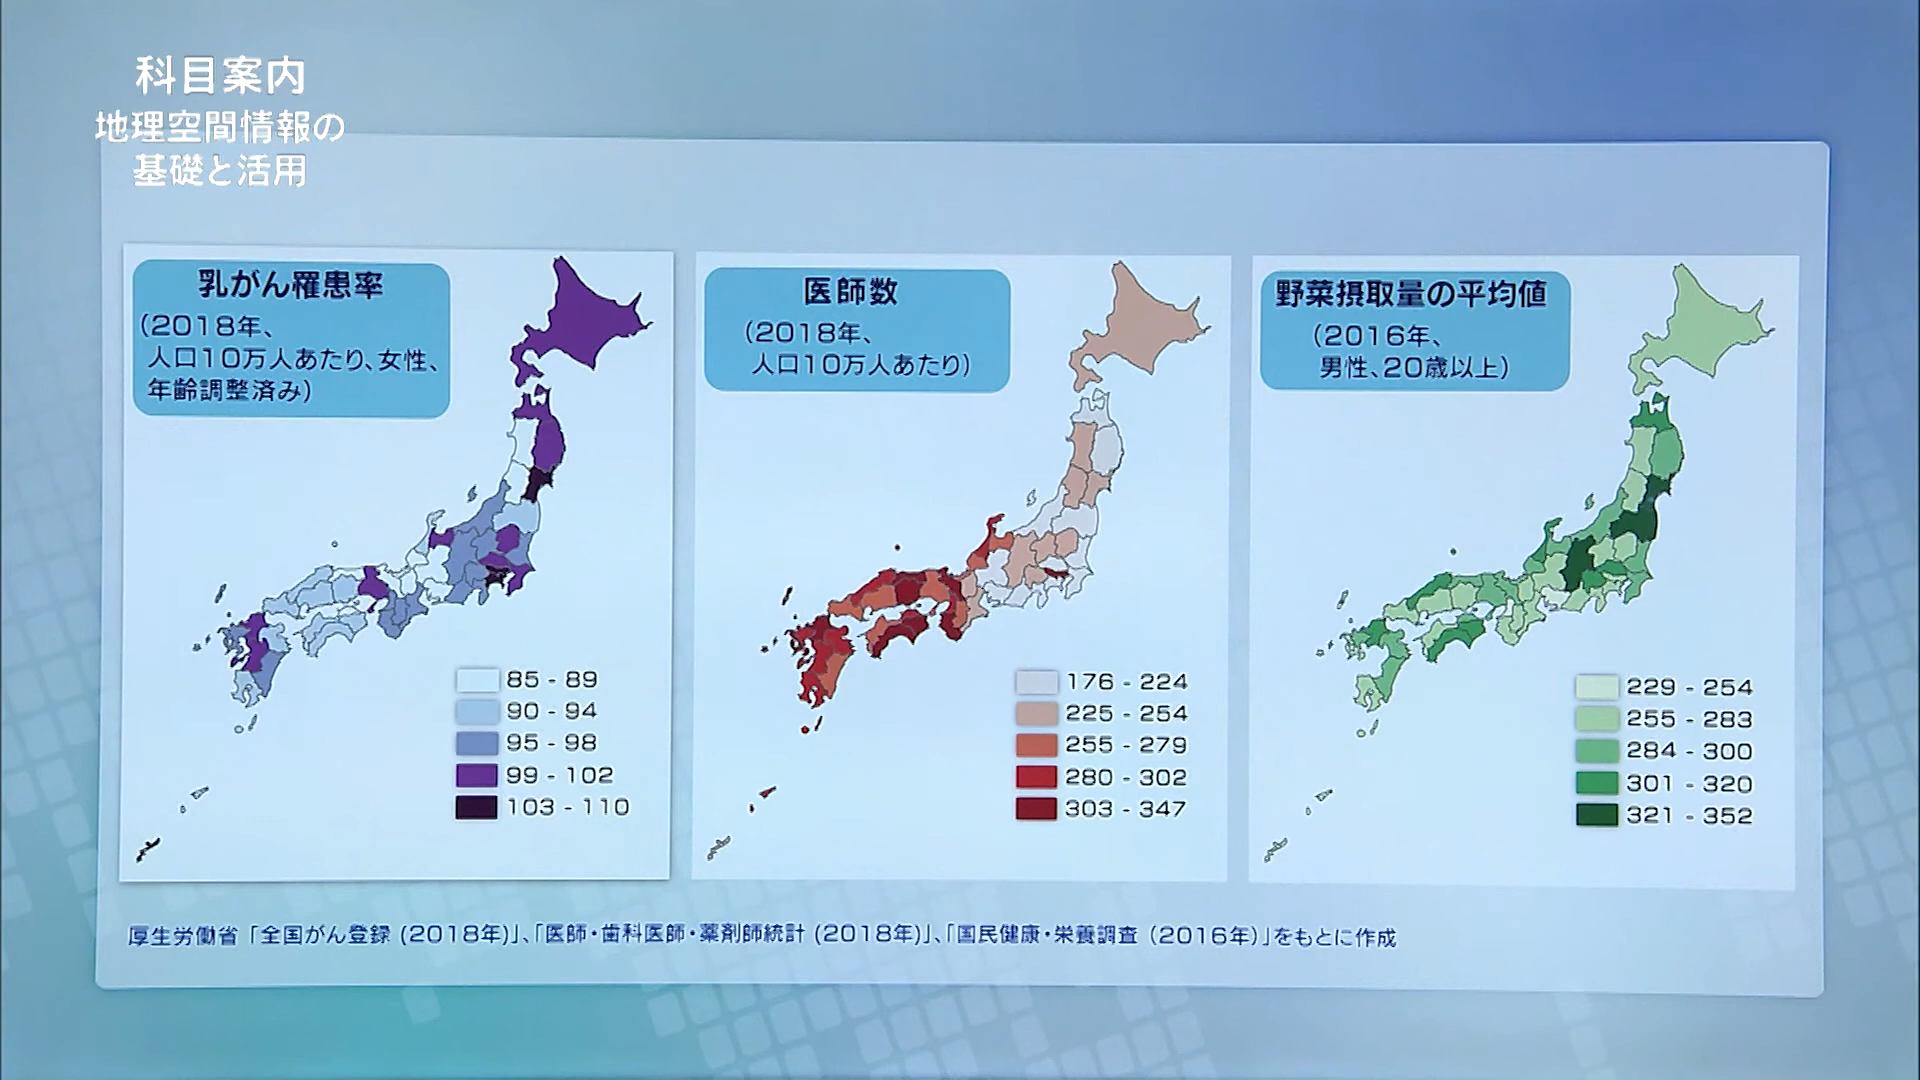 科目案内
地理空間情報の
基礎と活用
乳がん罹患率
(2018年、
人口10万人あたり、女性、
年齢調整済み)
85 - 89
90 - 94
95 - 98
99 - 102
103 - 110
医師数
(2018年、
人口10万人あたり)
176 - 224
225 - 254
255 - 279
280 - 302
303 - 347
野菜摂取量の平均値
(2016年、
男性、20歳以上)
229 - 254
255 - 283
284 - 300
301 - 320
321 - 352
厚生労働省「全国がん登録 (2018年)」、「医師・歯科医師・薬剤師統計 (2018年)」、「国民健康・栄養調査 (2016年)」をもとに作成